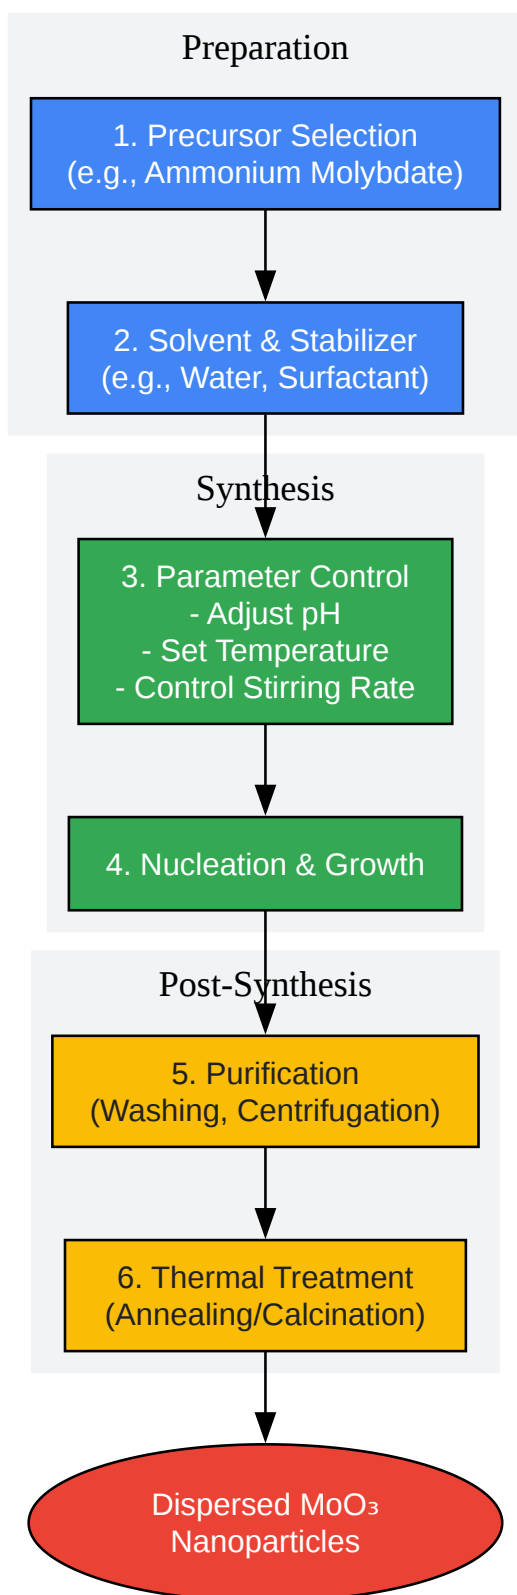 Preparation
1. Precursor Selection
(e.g., Ammonium Molybdate)
2. Solvent & Stabilizer
(e.g., Water, Surfactant)
Synthesis
3. Parameter Control
- Adjust pH
- Set Temperature
- Control Stirring Rate
4. Nucleation & Growth
Post-Synthesis
5. Purification
(Washing, Centrifugation)
6. Thermal Treatment
(Annealing/Calcination)
Dispersed MoO₃
Nanoparticles